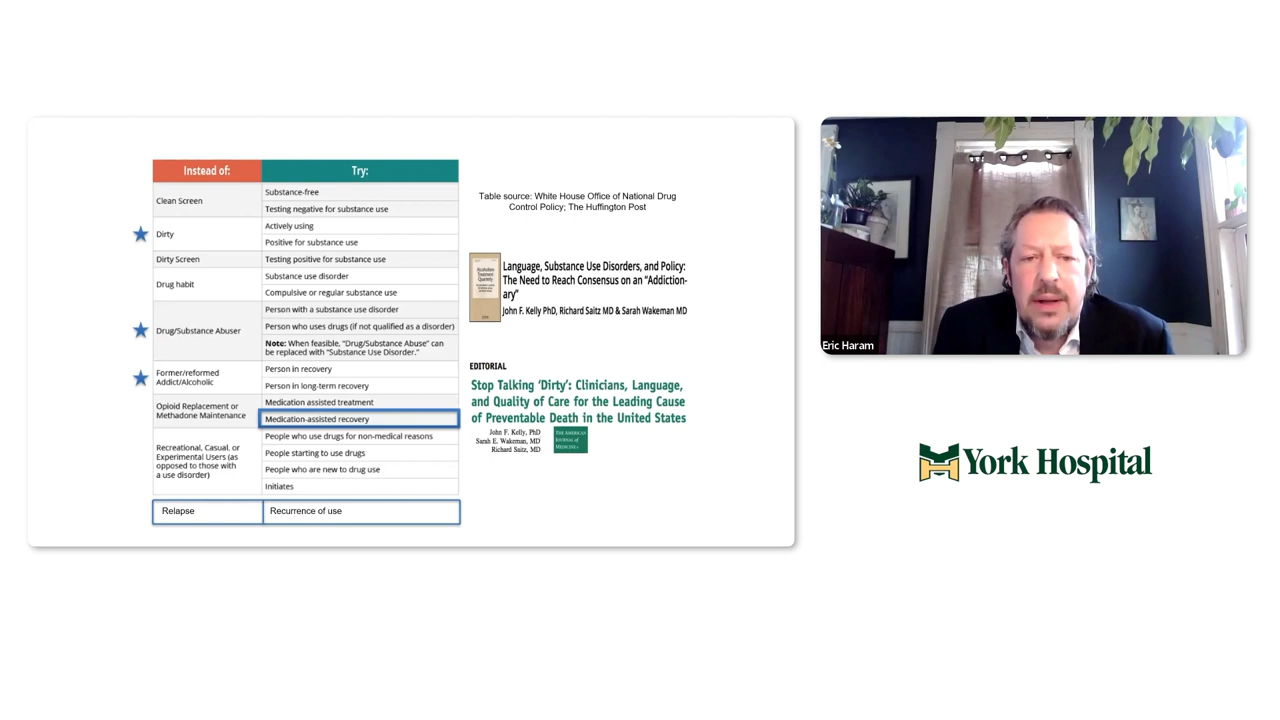 Instead of:
Try:
Clean Screen
Substance-free
Testing negative for substance use
Dirty
Actively using
Positive for substance use
Dirty Screen
Testing positive for substance use
Drug habit
Substance use disorder
Compulsive or regular substance use
Drug/Substance Abuser
Person with a substance use disorder
Person who uses drugs (if not qualified as a disorder)
Note: When feasible, “Drug/Substance Abuse” can
be replaced with “Substance Use Disorder.”
Former/reformed
Addict/Alcoholic
Person in recovery
Person in long-term recovery
Opioid Replacement or
Methadone Maintenance
Medication assisted treatment
Medication-assisted recovery
Recreational, Casual, or
Experimental Users (as
opposed to those with
a use disorder)
People who use drugs for non-medical reasons
People starting to use drugs
People who are new to drug use
Initiates
Relapse
Recurrence of use
Table source: White House Office of National Drug
Control Policy; The Huffington Post
Alcoholism
Treatment
Quarterly
Language, Substance Use Disorders, and Policy:
The Need to Reach Consensus on an “Addiction-
ary”
John F. Kelly PhD, Richard Saitz MD & Sarah Wakeman MD
EDITORIAL
Stop Talking ‘Dirty’: Clinicians, Language,
and Quality of Care for the Leading Cause
of Preventable Death in the United States
John F. Kelly, PhD
Sarah E. Wakeman, MD
Richard Saitz, MD
THE AMERICAN
JOURNAL of
MEDICINE
Eric Haram
York Hospital